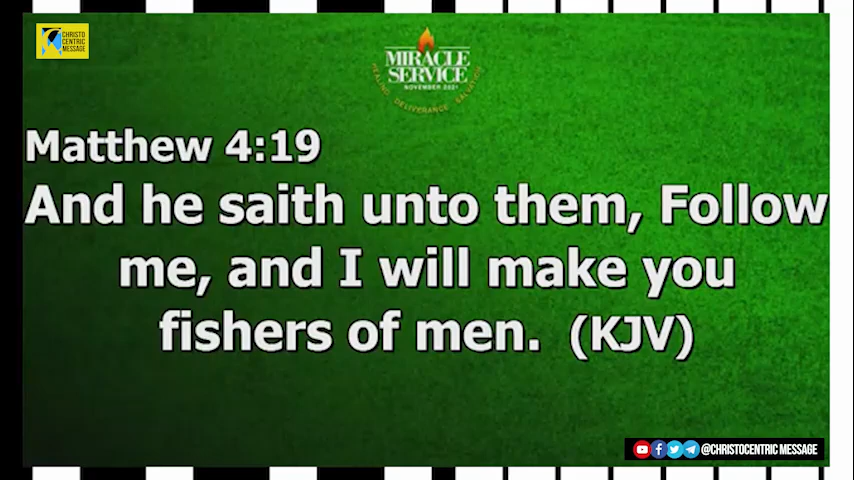 CHRISTO
CENTRIC
MESSAGE
MIRACLE
SERVICE
NOVEMBER 2021
HEALING DELIVERANCE SALVATION
Matthew 4:19
And he saith unto them, Follow
me, and I will make you
fishers of men. (KJV)
@CHRISTOCENTRIC MESSAGE